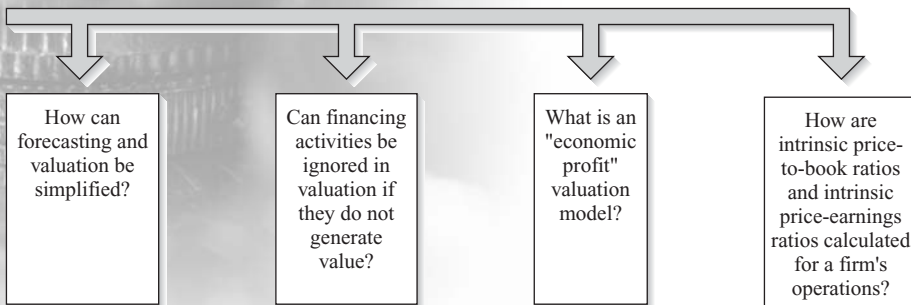 How can
forecasting and
valuation be
simplified?
Can financing
activities be
ignored in
valuation if
they do not
generate
value?
What is an
"economic
profit"
valuation
model?
How are
intrinsic price-
to-book ratios
and intrinsic
price-earnings
ratios calculated
for a firm's
operations?